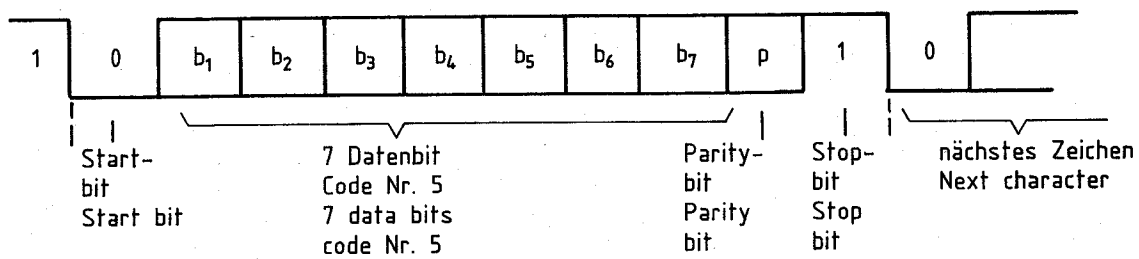 1 0 b₁ b₂ b₃ b₄ b₅ b₆ b₇ p 1 0
Start-
bit
Start bit
7 Datenbit
Code Nr. 5
7 data bits
code Nr. 5
Parity-
bit
Parity
bit
Stop-
bit
Stop
bit
nächstes Zeichen
Next character